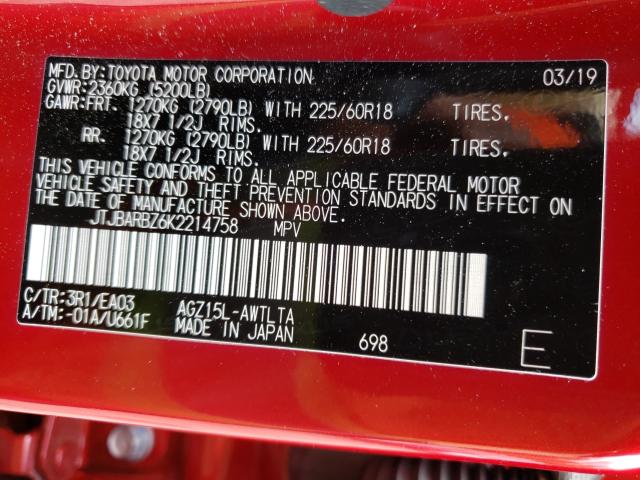 MFD. BY: TOYOTA MOTOR CORPORATION 03/19
GVWR: 2360KG (5200LB)
GAWR: FRT. 1270KG (2790LB) WITH 225/60R18 TIRES.
18X7 1/2J RIMS.
RR. 1270KG (2790LB) WITH 225/60R18 TIRES.
18X7 1/2J RIMS.
THIS VEHICLE CONFORMS TO ALL APPLICABLE FEDERAL MOTOR
VEHICLE SAFETY AND THEFT PREVENTION STANDARDS IN EFFECT ON
THE DATE OF MANUFACTURE SHOWN ABOVE.
JTJBARBZ6K2214758 MPV
C/TR: 3R1/EA03 AGZ15L-AWTLTA
A/TM: -01A/U661F MADE IN JAPAN 698 E